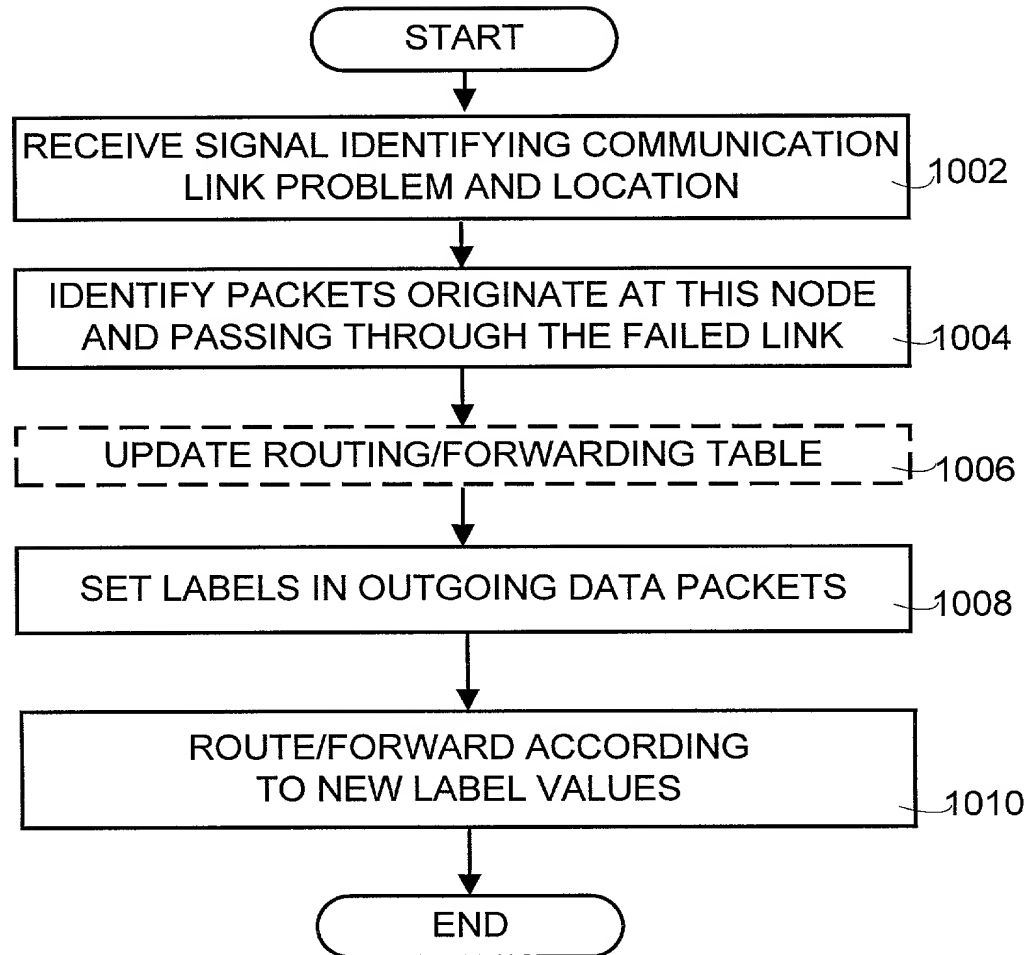 START
RECEIVE SIGNAL IDENTIFYING COMMUNICATION
LINK PROBLEM AND LOCATION
1002
IDENTIFY PACKETS ORIGINATE AT THIS NODE
AND PASSING THROUGH THE FAILED LINK
1004
UPDATE ROUTING/FORWARDING TABLE
1006
SET LABELS IN OUTGOING DATA PACKETS
1008
ROUTE/FORWARD ACCORDING
TO NEW LABEL VALUES
1010
END